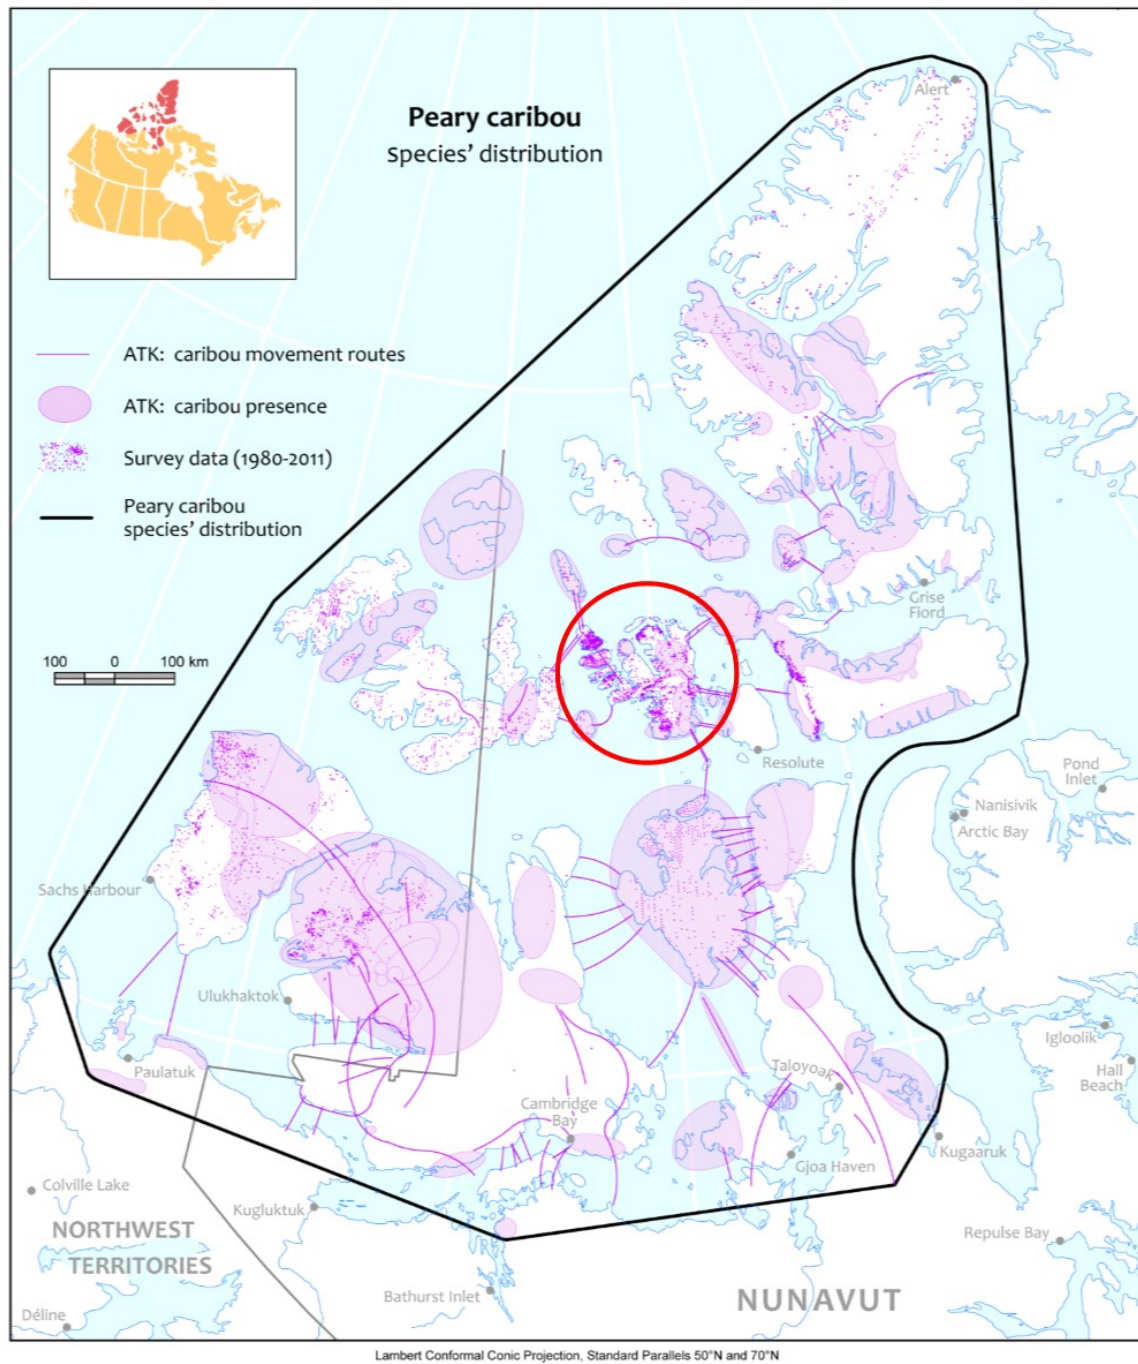 Peary caribou
Species' distribution
Alert
ATK: caribou movement routes
ATK: caribou presence
Survey data (1980-2011)
Peary caribou
species' distribution
Grise
Fiord
100 0 100 km
Resolute
Pond
Inlet
Nanisivik
Arctic Bay
Sachs Harbour
Ulukhaktok
Igloolik
Hall
Beach
Paulatuk
Taloyoak
Cambridge
Bay
Kugaaruk
Gjoa Haven
Colville Lake
Kugluktuk
NORTHWEST
TERRITORIES
Repulse Bay
Bathurst Inlet
NUNAVUT
Déline
Lambert Conformal Conic Projection, Standard Parallels 50°N and 70°N